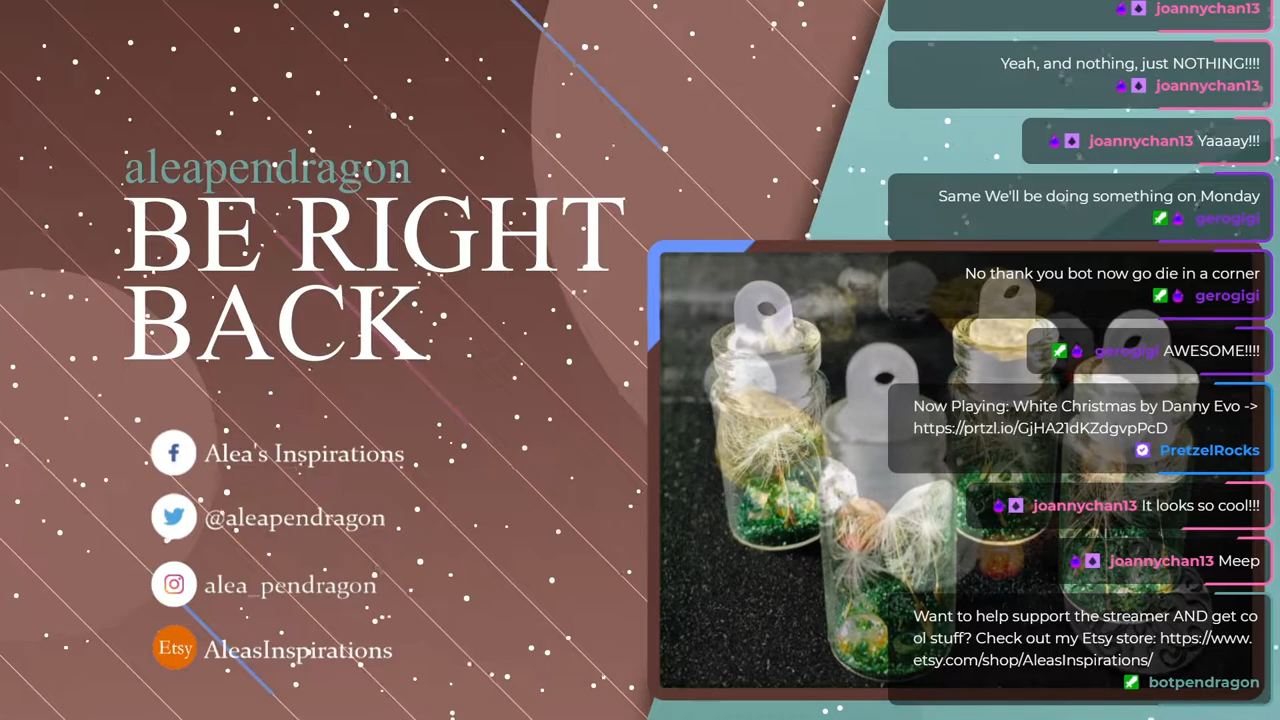 aleapendragon
BE RIGHT
BACK
Alea's Inspirations
@aleapendragon
alea_pendragon
Etsy
AleasInspirations
joannychan13
Yeah, and nothing, just NOTHING!!!!
joannychan13
joannychan13 Yaaaay!!!
Same We'll be doing something on Monday
gerogigi
No thank you bot now go die in a corner
gerogigi
gerogigi AWESOME!!!!
Now Playing: White Christmas by Danny Evo ->
https://prtzl.io/GjHA21dKZdgvpPcD
PretzelRocks
joannychan13 It looks so cool!!!
joannychan13 Meep
Want to help support the streamer AND get co
ol stuff? Check out my Etsy store: https://www.
etsy.com/shop/AleasInspirations/
botpendragon